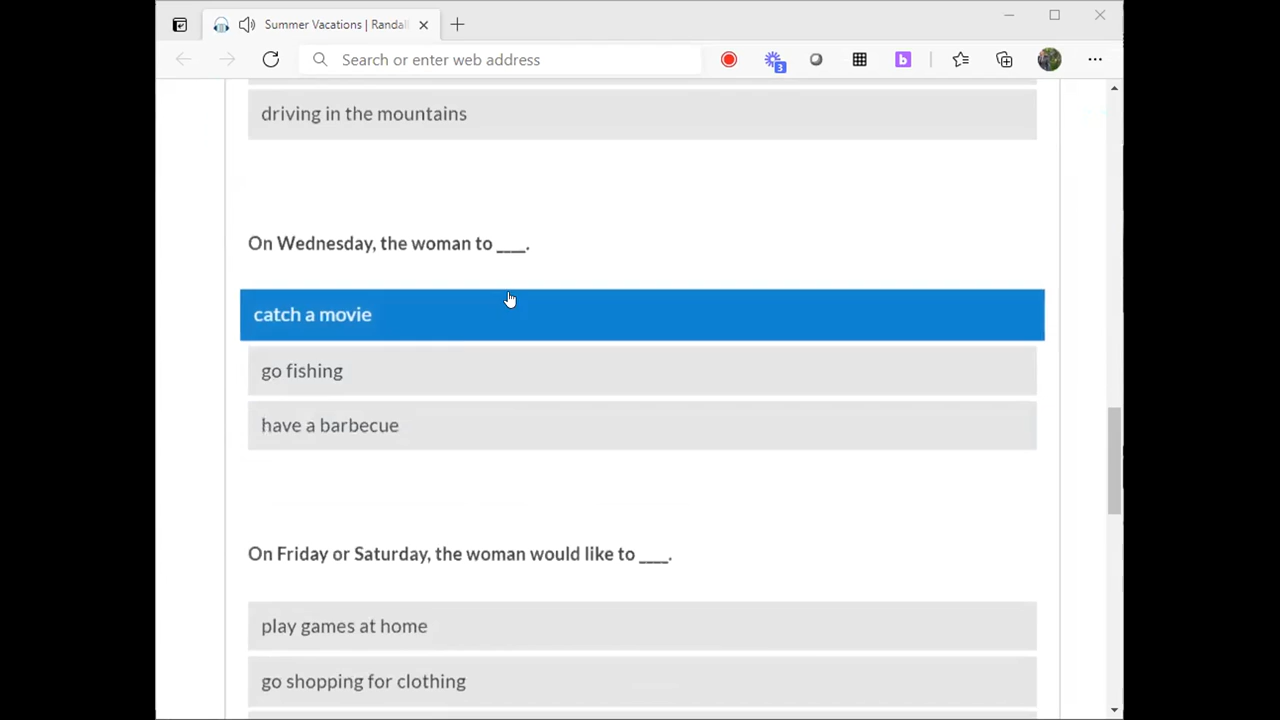 Summer Vacations | Randal
Search or enter web address
3
b
driving in the mountains
On Wednesday, the woman to ____.
catch a movie
go fishing
have a barbecue
On Friday or Saturday, the woman would like to ____.
play games at home
go shopping for clothing